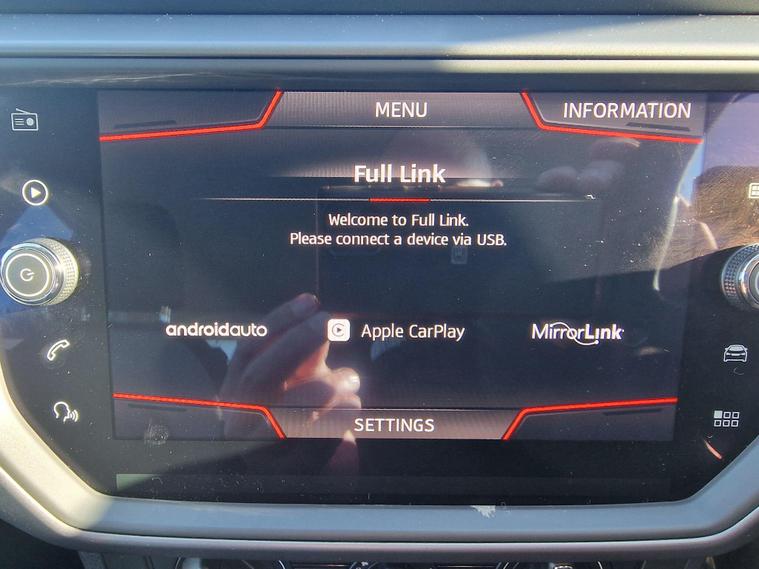 MENU
INFORMATION
Full Link
Welcome to Full Link.
Please connect a device via USB.
androidauto
Apple CarPlay
MirrorLink
SETTINGS